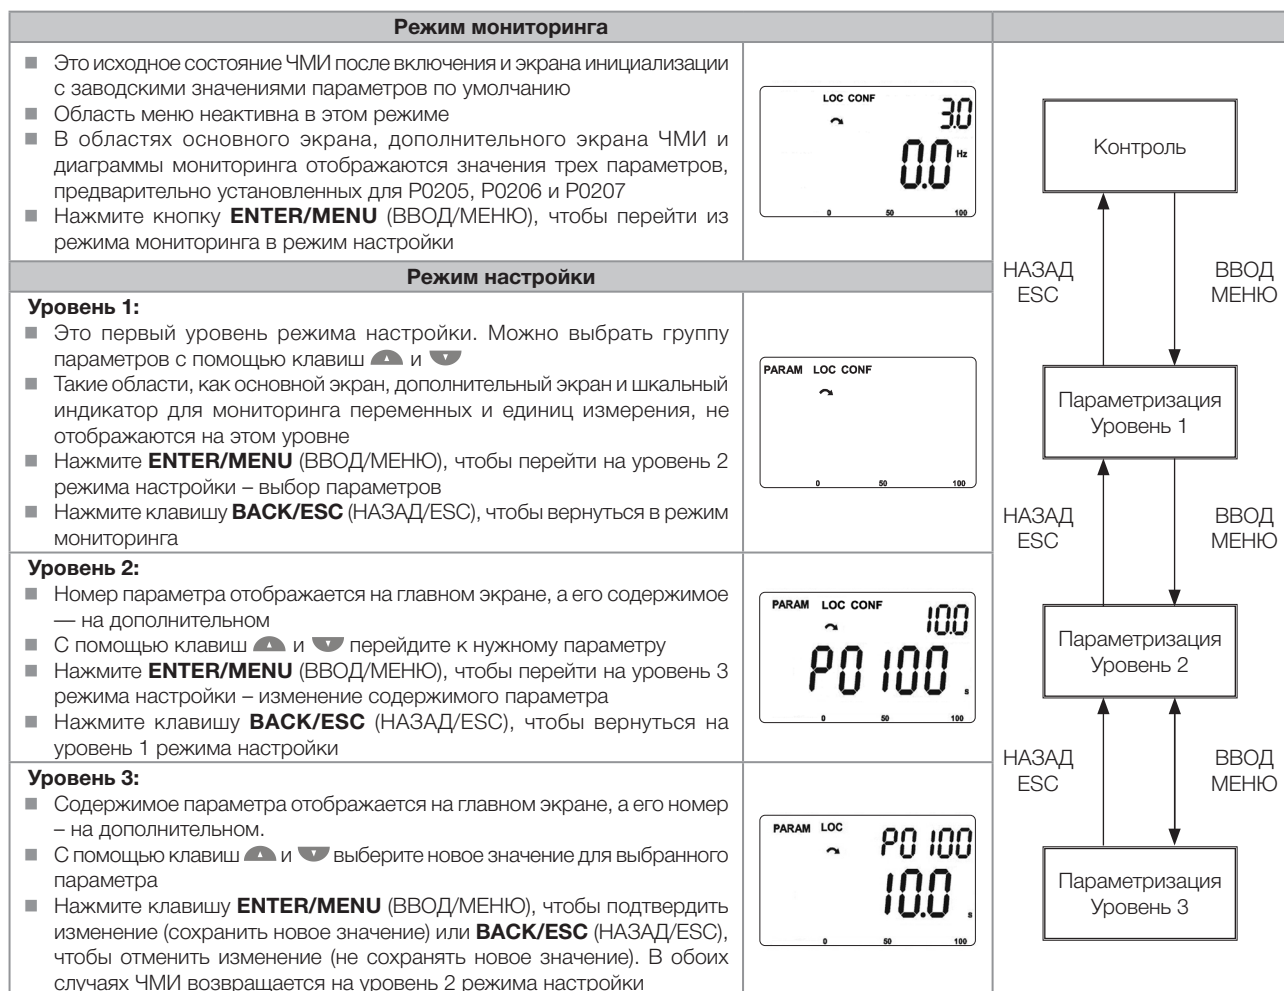 Режим мониторинга
Это исходное состояние ЧМИ после включения и экрана инициализации
с заводскими значениями параметров по умолчанию
Область меню неактивна в этом режиме
В областях основного экрана, дополнительного экрана ЧМИ и
диаграммы мониторинга отображаются значения трех параметров,
предварительно установленных для P0205, P0206 и P0207
Нажмите кнопку ENTER/MENU (ВВОД/МЕНЮ), чтобы перейти из
режима мониторинга в режим настройки
LOC CONF
3.0
0.0 Hz
0 50 100
Режим настройки
Уровень 1:
Это первый уровень режима настройки. Можно выбрать группу
параметров с помощью клавиш и
Такие области, как основной экран, дополнительный экран и шкальный
индикатор для мониторинга переменных и единиц измерения, не
отображаются на этом уровне
Нажмите ENTER/MENU (ВВОД/МЕНЮ), чтобы перейти на уровень 2
режима настройки – выбор параметров
Нажмите клавишу BACK/ESC (НАЗАД/ESC), чтобы вернуться в режим
мониторинга
PARAM LOC CONF
0 50 100
Уровень 2:
Номер параметра отображается на главном экране, а его содержимое
— на дополнительном
С помощью клавиш и перейдите к нужному параметру
Нажмите ENTER/MENU (ВВОД/МЕНЮ), чтобы перейти на уровень 3
режима настройки – изменение содержимого параметра
Нажмите клавишу BACK/ESC (НАЗАД/ESC), чтобы вернуться на
уровень 1 режима настройки
PARAM LOC CONF
10.0
P0100 s
0 50 100
Уровень 3:
Содержимое параметра отображается на главном экране, а его номер
– на дополнительном.
С помощью клавиш и выберите новое значение для выбранного
параметра
Нажмите клавишу ENTER/MENU (ВВОД/МЕНЮ), чтобы подтвердить
изменение (сохранить новое значение) или BACK/ESC (НАЗАД/ESC),
чтобы отменить изменение (не сохранять новое значение). В обоих
случаях ЧМИ возвращается на уровень 2 режима настройки
PARAM LOC
P0100
10.0 s
0 50 100
Контроль
НАЗАД
ESC
ВВОД
МЕНЮ
Параметризация
Уровень 1
НАЗАД
ESC
ВВОД
МЕНЮ
Параметризация
Уровень 2
НАЗАД
ESC
ВВОД
МЕНЮ
Параметризация
Уровень 3